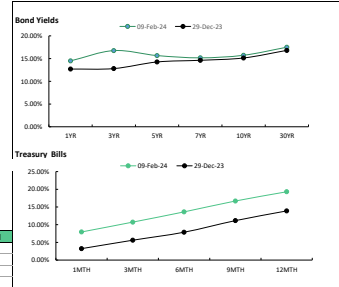 Bond Yields
09-Feb-24 29-Dec-23
20.00%
15.00%
10.00%
5.00%
0.00%
1YR 3YR 5YR 7YR 10YR 30YR
Treasury Bills
09-Feb-24 29-Dec-23
25.00%
20.00%
15.00%
10.00%
5.00%
0.00%
1MTH 3MTH 6MTH 9MTH 12MTH